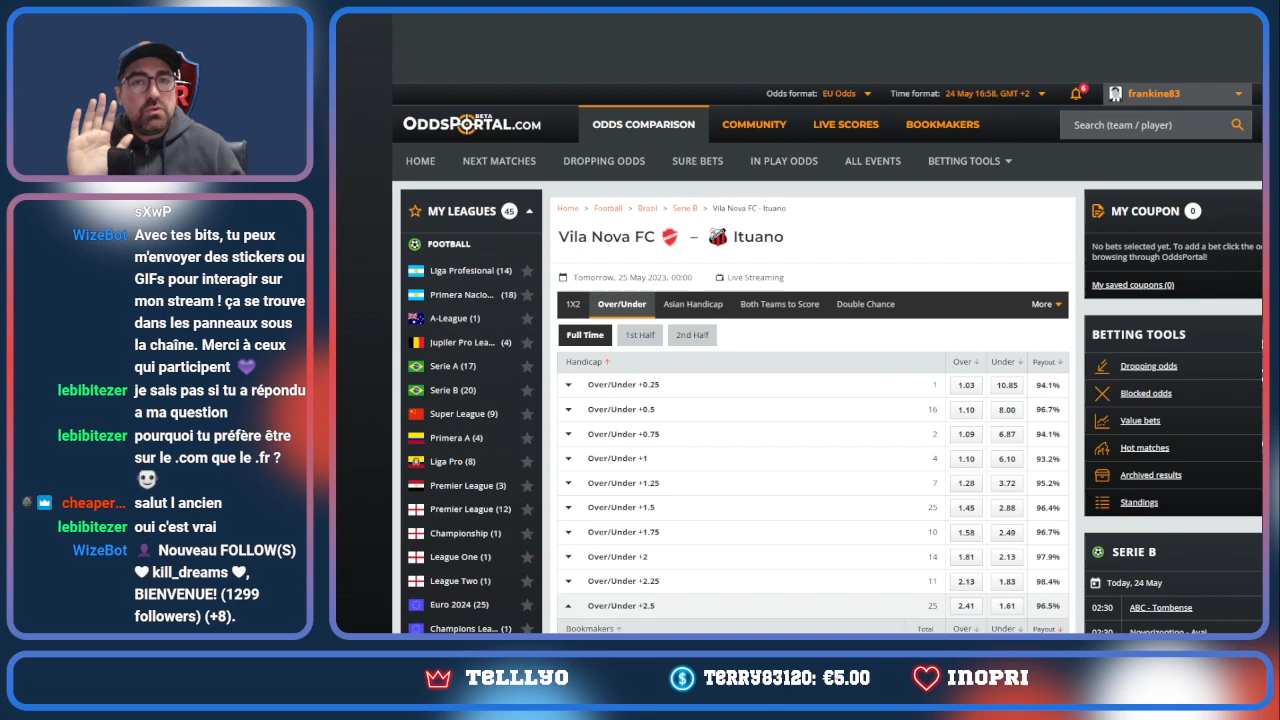 sXwP
WizeBot Avec tes bits, tu peux
m'envoyer des stickers ou
GIFs pour interagir sur
mon stream ! ça se trouve
dans les panneaux sous
la chaîne. Merci à ceux
qui participent
lebibitezer je sais pas si tu a répondu
a ma question
lebibitezer pourquoi tu préfère être
sur le .com que le .fr ?
cheaper... salut l ancien
lebibitezer oui c'est vrai
WizeBot Nouveau FOLLOW(S)
kill_dreams ,
BIENVENUE! (1299
followers) (+8).
Odds format: EU Odds
Time format: 24 May 16:58, GMT +2
6
frankine83
ODDSPORTAL.COM
BETA
ODDS COMPARISON
COMMUNITY
LIVE SCORES
BOOKMAKERS
Search (team / player)
HOME
NEXT MATCHES
DROPPING ODDS
SURE BETS
IN PLAY ODDS
ALL EVENTS
BETTING TOOLS
MY LEAGUES 45
FOOTBALL
Liga Profesional (14)
Primera Nacio... (18)
A-League (1)
Jupiler Pro Lea... (4)
Serie A (17)
Serie B (20)
Super League (9)
Primera A (4)
Liga Pro (8)
Premier League (3)
Premier League (12)
Championship (1)
League One (1)
League Two (1)
Euro 2024 (25)
Champions Lea... (1)
Home > Football > Brazil > Serie B > Vila Nova FC - Ituano
Vila Nova FC – Ituano
Tomorrow, 25 May 2023, 00:00
Live Streaming
1X2
Over/Under
Asian Handicap
Both Teams to Score
Double Chance
More
Full Time
1st Half
2nd Half
Handicap Over Under Payout
Over/Under +0.25 1 1.03 10.85 94.1%
Over/Under +0.5 16 1.10 8.00 96.7%
Over/Under +0.75 2 1.09 6.87 94.1%
Over/Under +1 4 1.10 6.10 93.2%
Over/Under +1.25 7 1.28 3.72 95.2%
Over/Under +1.5 25 1.45 2.88 96.4%
Over/Under +1.75 10 1.58 2.49 96.7%
Over/Under +2 14 1.81 2.13 97.9%
Over/Under +2.25 11 2.13 1.83 98.4%
Over/Under +2.5 25 2.41 1.61 96.5%
Bookmakers Total Over Under Payout
MY COUPON 0
No bets selected yet. To add a bet click the o
browsing through OddsPortal!
My saved coupons (0)
BETTING TOOLS
Dropping odds
Blocked odds
Value bets
Hot matches
Archived results
Standings
SERIE B
Today, 24 May
02:30 ABC - Tombense
02:30 Novorizontino - Avai
TELLLYO
TERRY83120: €5.00
INOPRI